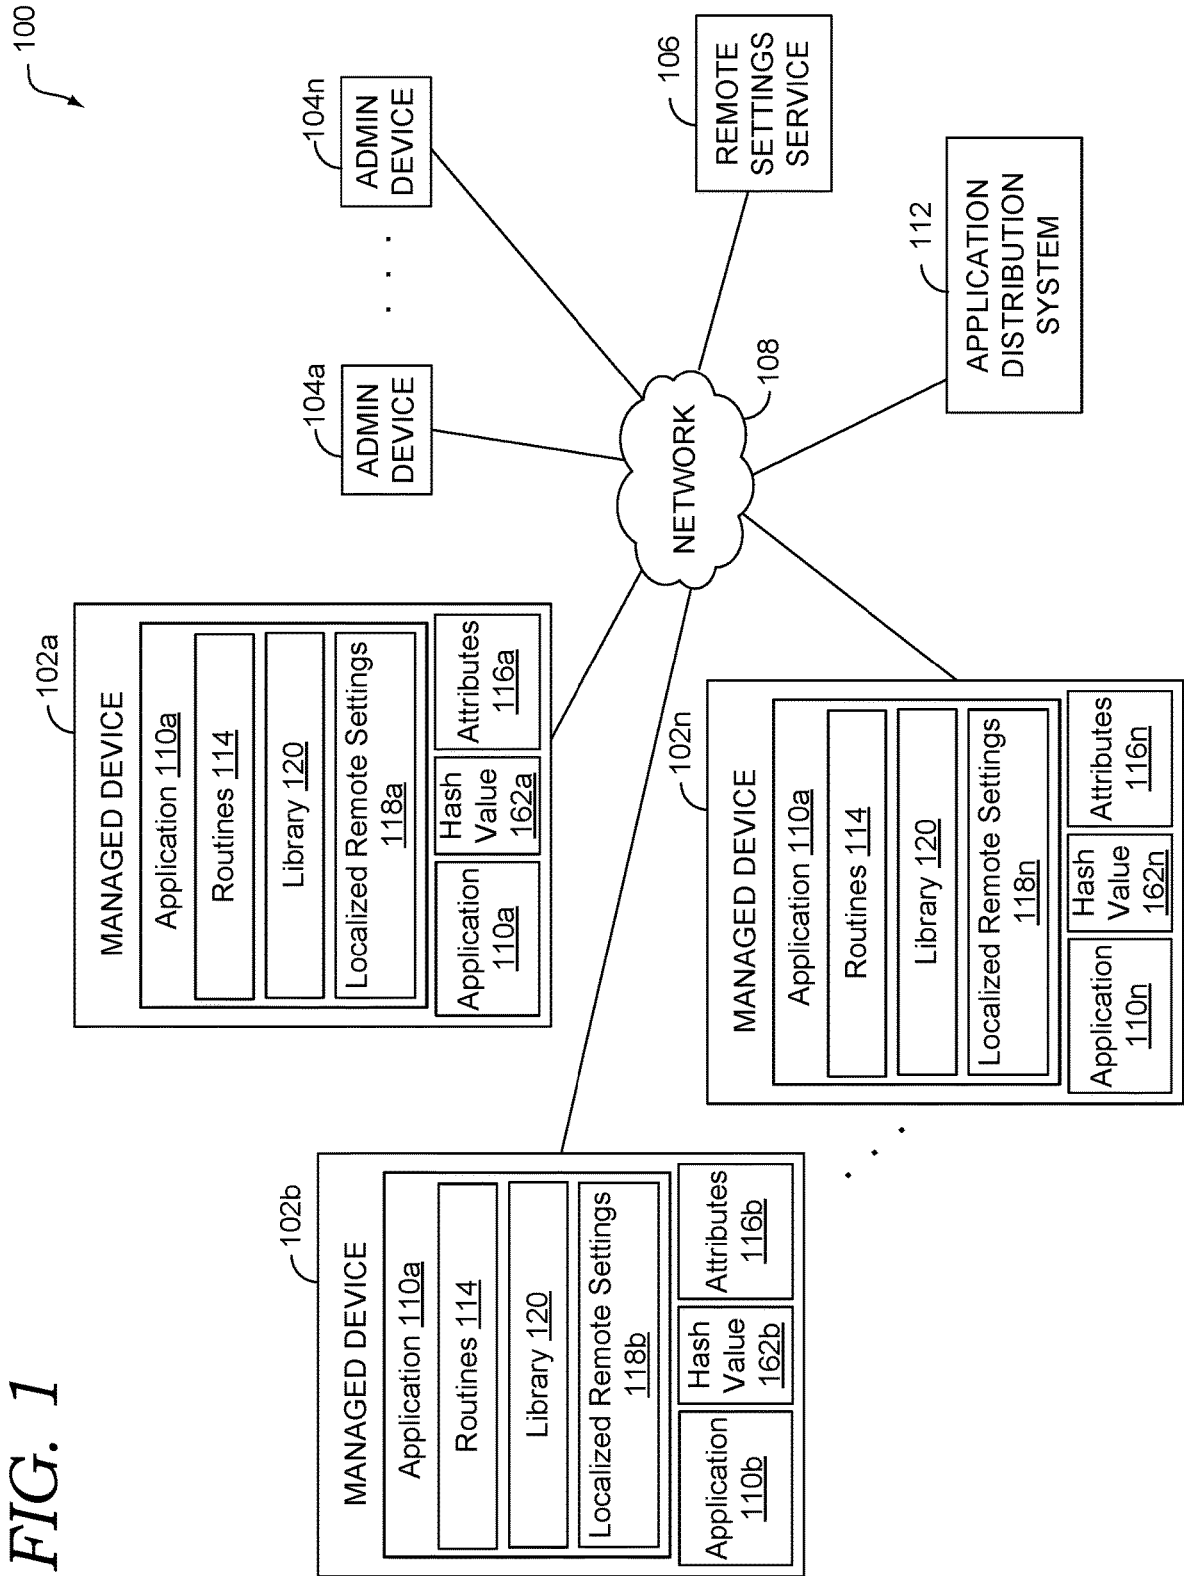 FIG. 1
100
102b
MANAGED DEVICE
Application 110a
Routines 114
Library 120
Localized Remote Settings
118b
Application
110b
Hash
Value
162b
Attributes
116b
102a
MANAGED DEVICE
Application 110a
Routines 114
Library 120
Localized Remote Settings
118a
Application
110a
Hash
Value
162a
Attributes
116a
102n
MANAGED DEVICE
Application 110a
Routines 114
Library 120
Localized Remote Settings
118n
Application
110n
Hash
Value
162n
Attributes
116n
. . .
NETWORK
108
104a
ADMIN
DEVICE
. . .
104n
ADMIN
DEVICE
106
REMOTE
SETTINGS
SERVICE
112
APPLICATION
DISTRIBUTION
SYSTEM